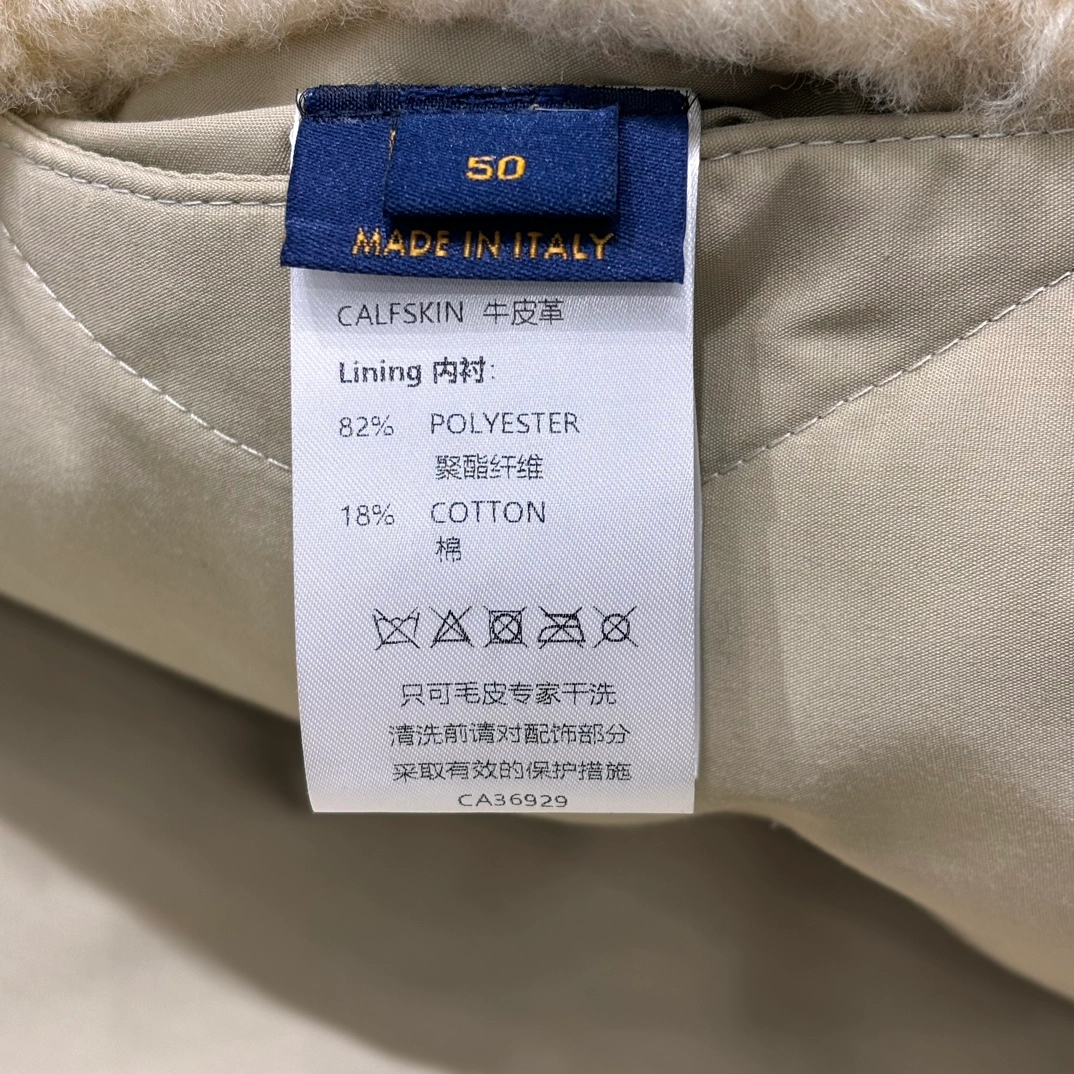 50
MADE IN ITALY
CALFSKIN 牛皮革
Lining 内衬:
82% POLYESTER
聚酯纤维
18% COTTON
棉
只可毛皮专家干洗
清洗前请对配饰部分
采取有效的保护措施
CA36929